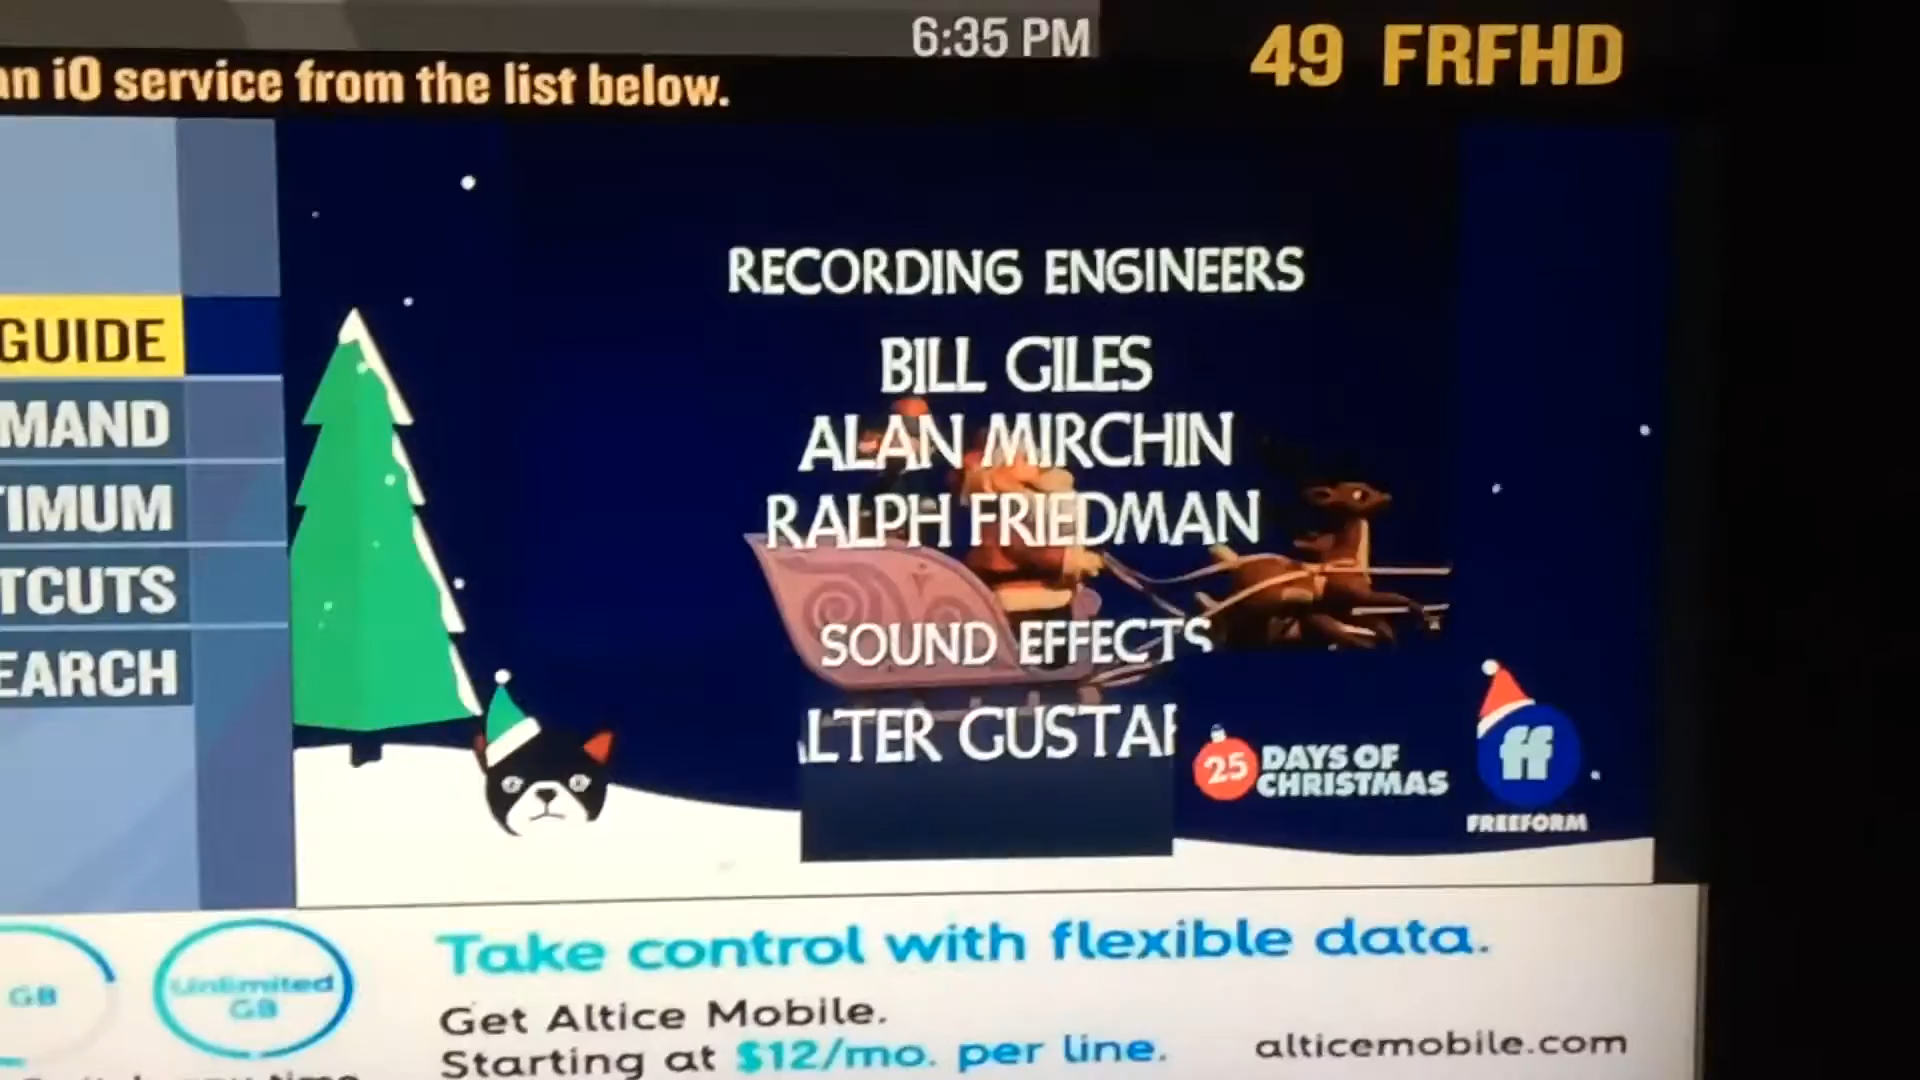 6:35 PM
49 FRFHD
an iO service from the list below.
GUIDE
MAND
TIMUM
TCUTS
EARCH
RECORDING ENGINEERS
BILL GILES
ALAN MIRCHIN
RALPH FRIEDMAN
SOUND EFFECTS
LTER GUSTAF
25 DAYS OF
CHRISTMAS
ff
FREEFORM
GB
Unlimited
GB
Take control with flexible data.
Get Altice Mobile.
Starting at $12/mo. per line.
alticemobile.com